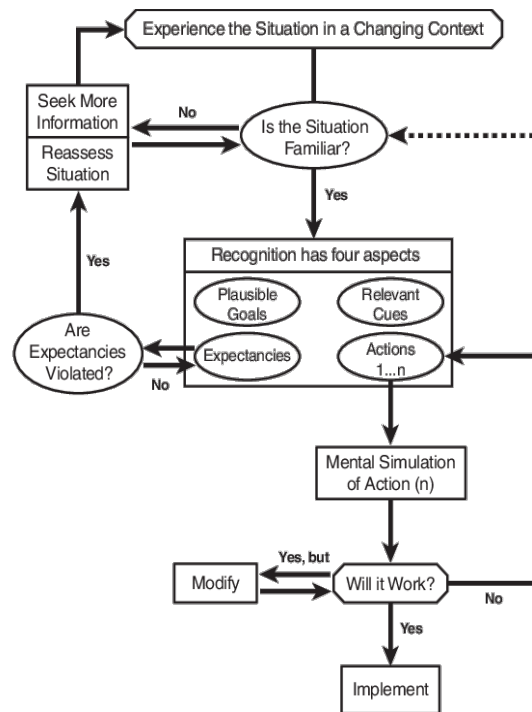 Experience the Situation in a Changing Context
Seek More
Information
Reassess
Situation
No
Is the Situation
Familiar?
Yes
Recognition has four aspects
Plausible
Goals
Relevant
Cues
Yes
Are
Expectancies
Violated?
No
Expectancies
Actions
1...n
Mental Simulation
of Action (n)
Yes, but
Modify
Will it Work?
No
Yes
Implement